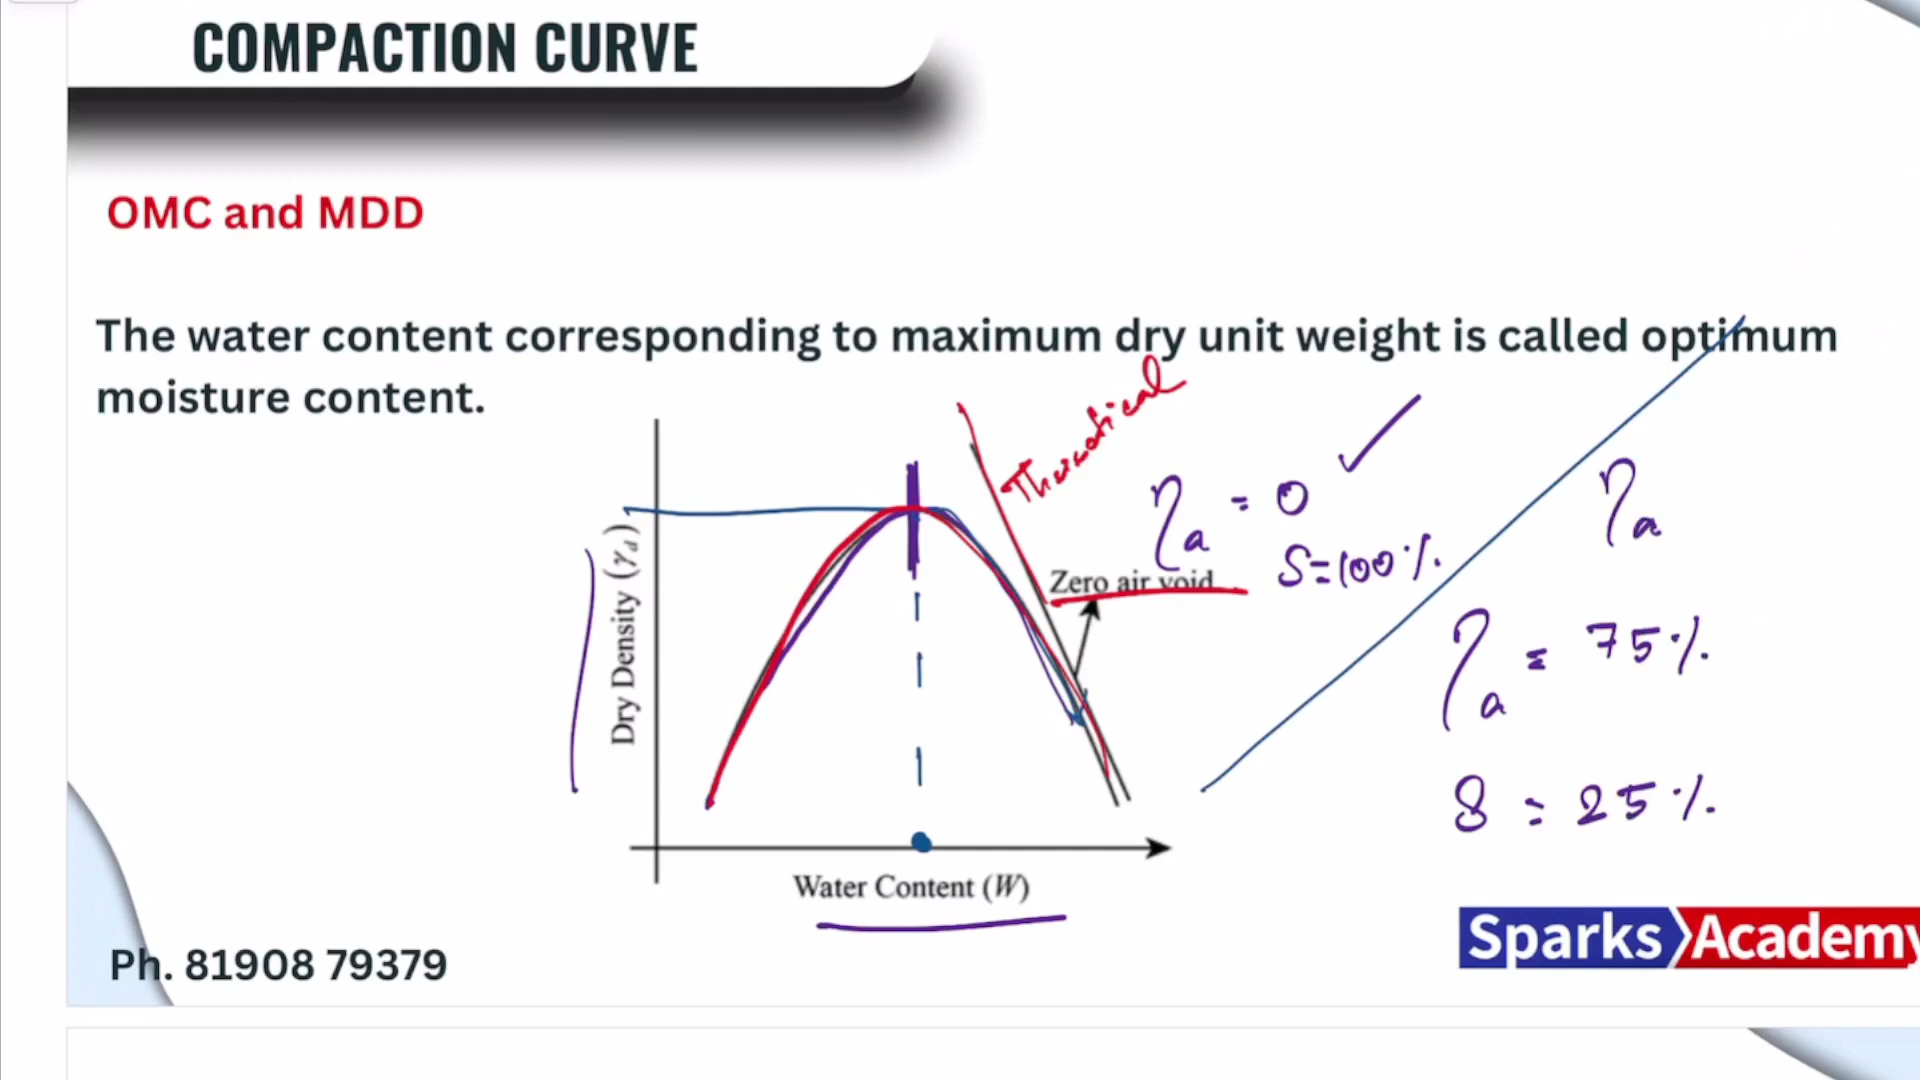 COMPACTION CURVE
OMC and MDD
The water content corresponding to maximum dry unit weight is called optimum
moisture content.
Theoretical
ηa = 0
S=100%
ηa
Zero air void
ηa = 75%
S = 25%
Dry Density (γd)
Water Content (W)
Ph. 81908 79379
Sparks Academy